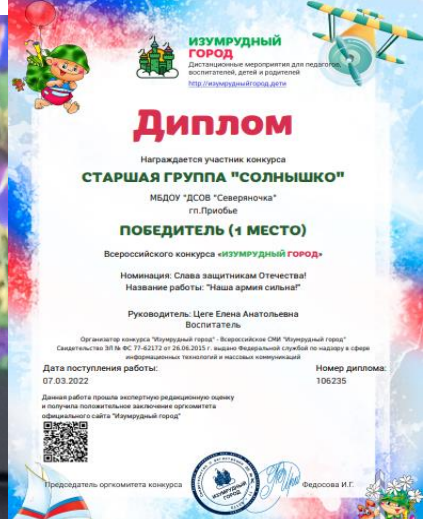 ИЗУМРУДНЫЙ
ГОРОД
Дистанционные мероприятия для педагогов,
воспитателей, детей и родителей
http://изумрудныйгород.дети
Диплом
Награждается участник конкурса
СТАРШАЯ ГРУППА "СОЛНЫШКО"
МБДОУ "ДСОВ "Северяночка"
гп.Приобье
ПОБЕДИТЕЛЬ (1 МЕСТО)
Всероссийского конкурса «ИЗУМРУДНЫЙ ГОРОД»
Номинация: Слава защитникам Отечества!
Название работы: "Наша армия сильна!"
Руководитель: Цеге Елена Анатольевна
Воспитатель
Организатор конкурса "Изумрудный город" - Всероссийское СМИ "Изумрудный город"
Свидетельство ЭЛ № ФС 77-62172 от 26.06.2015 г. выдано Федеральной службой по надзору в сфере
информационных технологий и массовых коммуникаций
Дата поступления работы:
07.03.2022
Номер диплома:
106235
Данная работа прошла экспертную редакционную оценку
и получила положительное заключение оргкомитета
официального сайта "Изумрудный город"
Председатель оргкомитета конкурса
ИЗУМРУДНЫЙ
ГОРОД
Федосова И.Г.